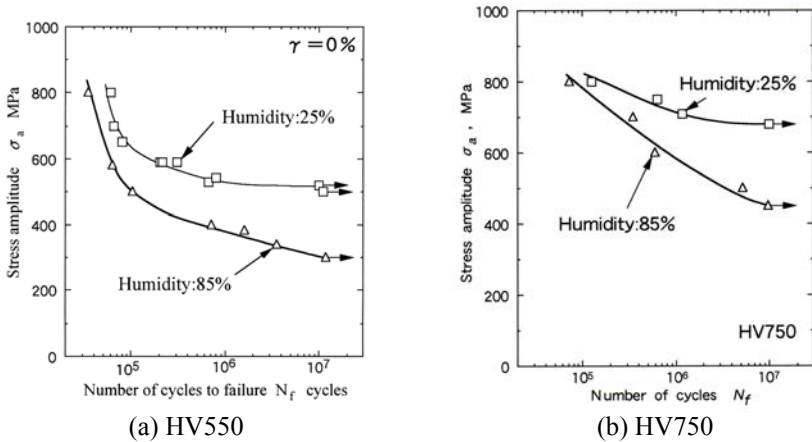 1000
800
600
400
200
0
Stress amplitude σa MPa
γ = 0%
Humidity:25%
Humidity:85%
10^5
10^6
10^7
Number of cycles to failure Nf cycles
(a) HV550
1000
800
600
400
200
0
Stress amplitude σa , MPa
Humidity:25%
Humidity:85%
HV750
10^5
10^6
10^7
Number of cycles Nf
(b) HV750